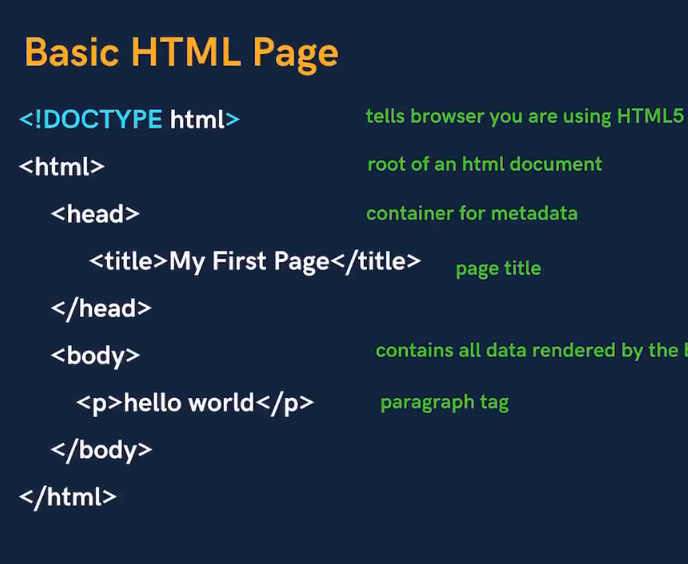 Basic HTML Page
<!DOCTYPE html> tells browser you are using HTML5
<html> root of an html document
<head> container for metadata
<title>My First Page</title> page title
</head>
<body> contains all data rendered by the
<p>hello world</p> paragraph tag
</body>
</html>